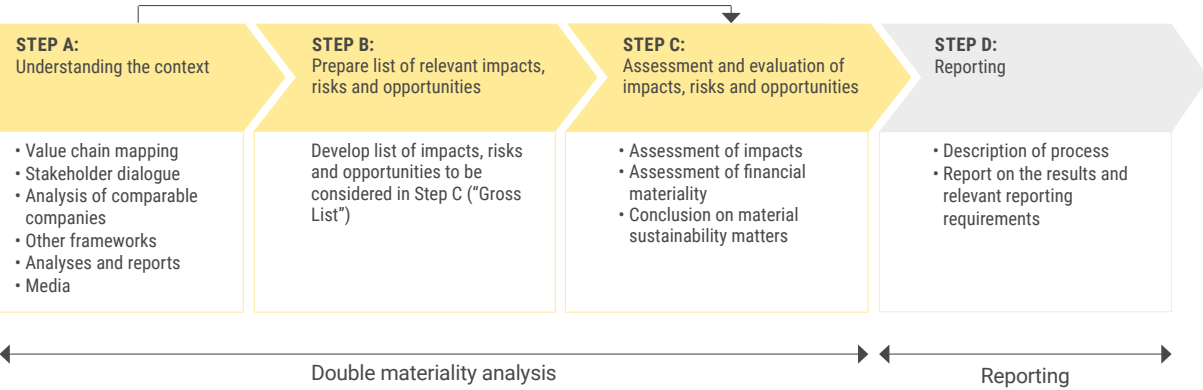 STEP A:
Understanding the context
STEP B:
Prepare list of relevant impacts,
risks and opportunities
STEP C:
Assessment and evaluation of
impacts, risks and opportunities
STEP D:
Reporting
• Value chain mapping
• Stakeholder dialogue
• Analysis of comparable
companies
• Other frameworks
• Analyses and reports
• Media
Develop list of impacts, risks
and opportunities to be
considered in Step C (“Gross
List”)
• Assessment of impacts
• Assessment of financial
materiality
• Conclusion on material
sustainability matters
• Description of process
• Report on the results and
relevant reporting
requirements
Double materiality analysis
Reporting